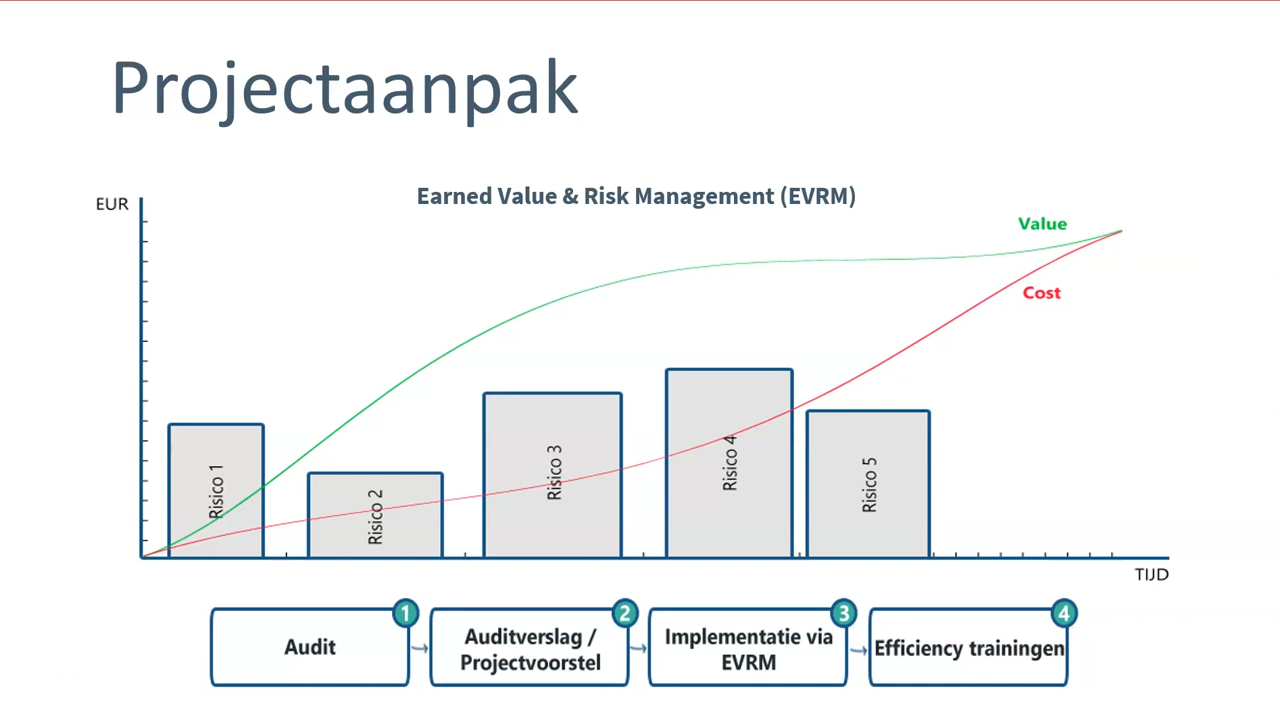 Projectaanpak
Earned Value & Risk Management (EVRM)
EUR
Value
Cost
Risico 1
Risico 2
Risico 3
Risico 4
Risico 5
TIJD
1
Audit
2
Auditverslag /
Projectvoorstel
3
Implementatie via
EVRM
4
Efficiency trainingen